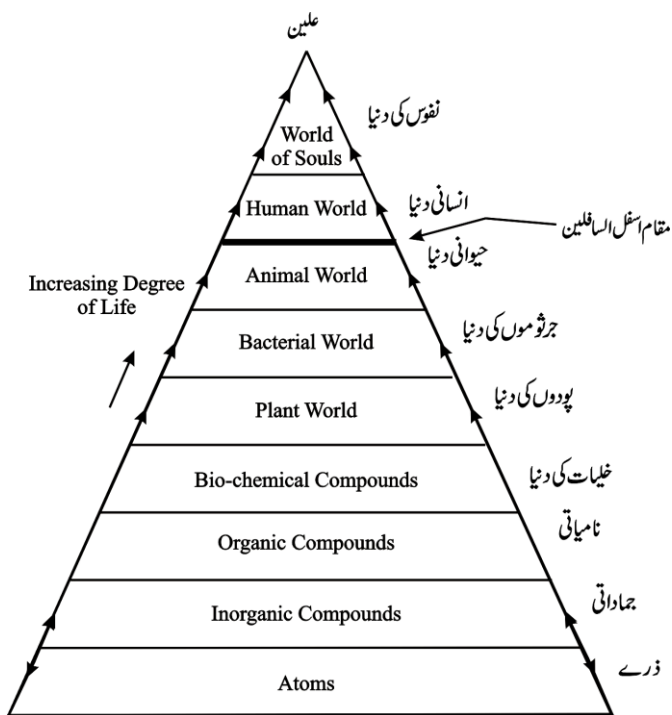 علین
نفوس کی دنیا
World
of Souls
انسانی دنیا
Human World
مقام اسفل السافلین
حیوانی دنیا
Animal World
Increasing Degree
of Life
جرثوموں کی دنیا
Bacterial World
پودوں کی دنیا
Plant World
خلیات کی دنیا
Bio-chemical Compounds
نامیاتی
Organic Compounds
جماداتی
Inorganic Compounds
ذرے
Atoms